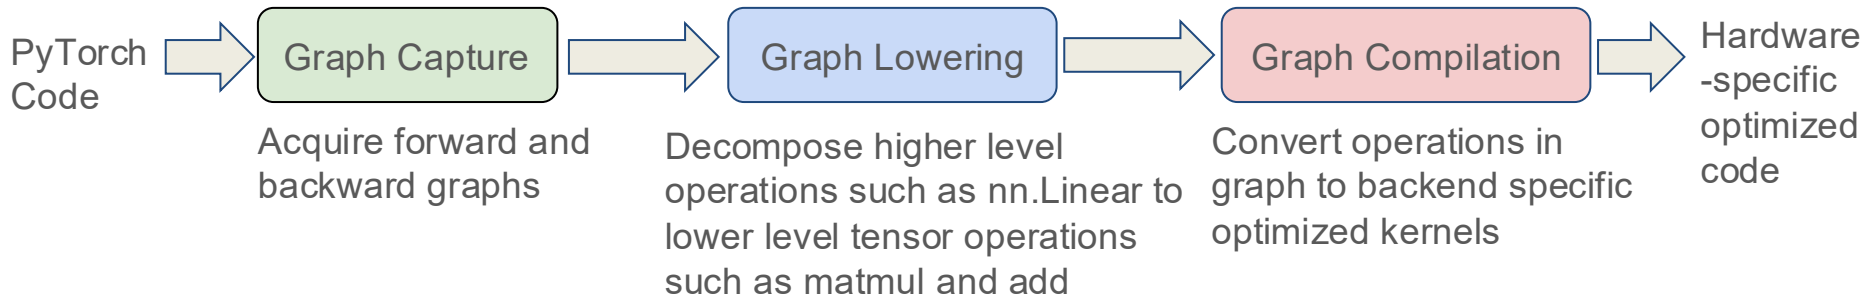 PyTorch
Code
Graph Capture
Acquire forward and
backward graphs
Graph Lowering
Decompose higher level
operations such as nn.Linear to
lower level tensor operations
such as matmul and add
Graph Compilation
Convert operations in
graph to backend specific
optimized kernels
Hardware
-specific
optimized
code